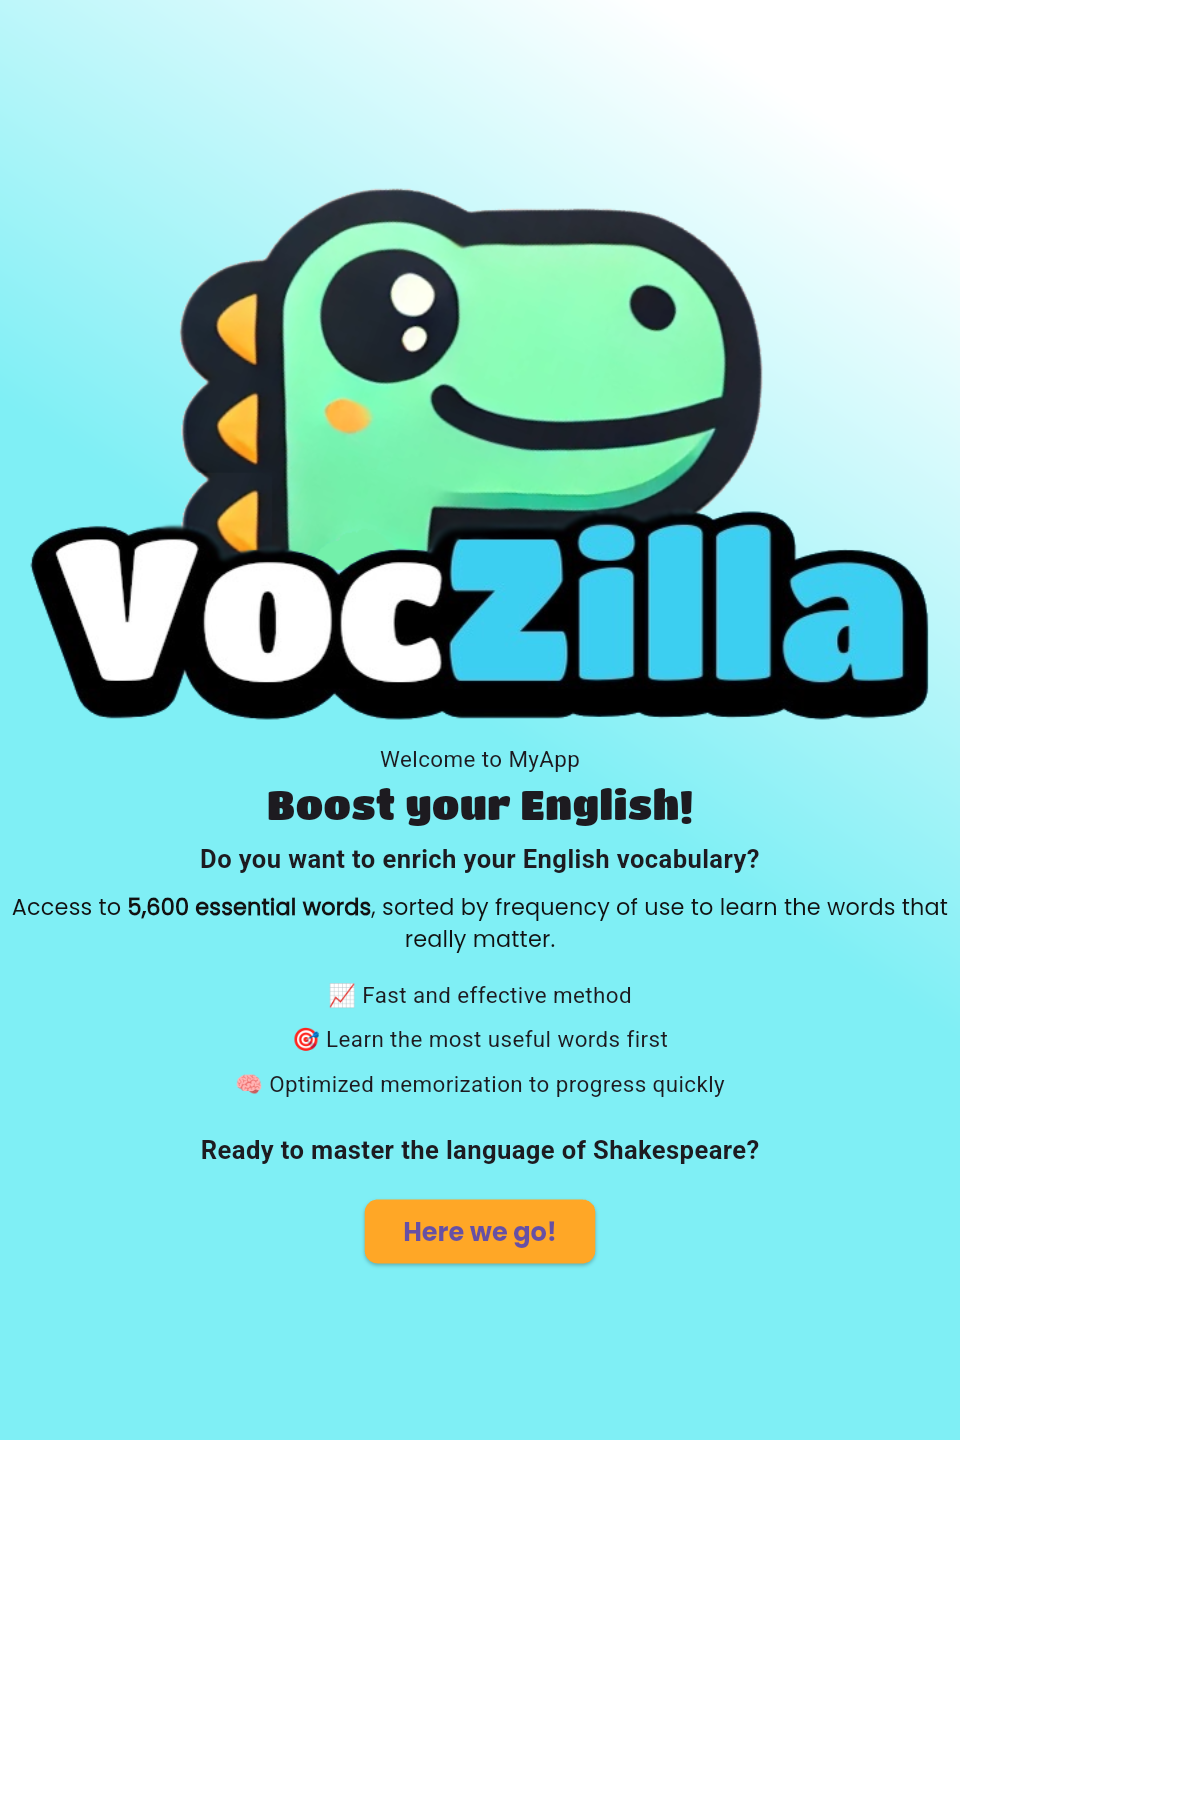 VocZilla
Welcome to MyApp
Boost your English!
Do you want to enrich your English vocabulary?
Access to 5,600 essential words, sorted by frequency of use to learn the words that
really matter.
📈 Fast and effective method
🎯 Learn the most useful words first
🧠 Optimized memorization to progress quickly
Ready to master the language of Shakespeare?
Here we go!